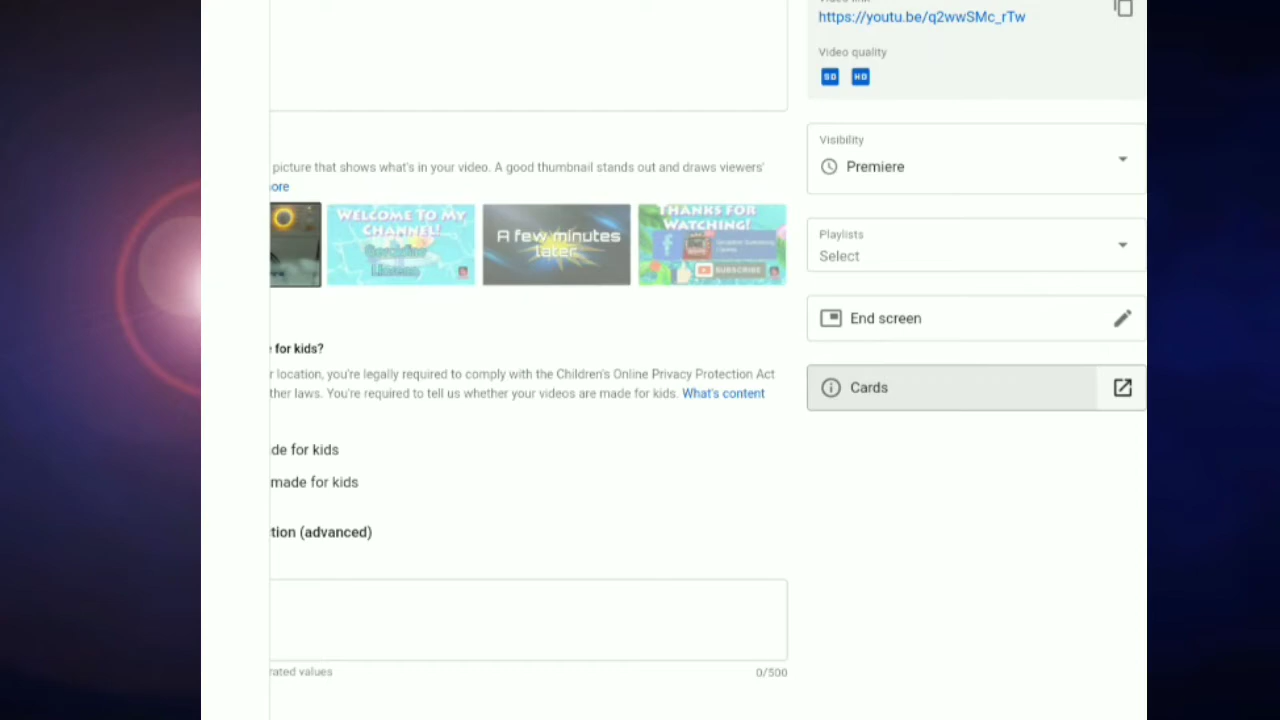 https://youtu.be/q2wwSMc_rTw
Video quality
SD HD
Visibility
Premiere
Playlists
Select
End screen
Cards
picture that shows what's in your video. A good thumbnail stands out and draws viewers'
ore
WELCOME TO MY
CHANNEL!
A few minutes
later...
THANKS FOR
WATCHING!
SUBSCRIBE
for kids?
r location, you're legally required to comply with the Children's Online Privacy Protection Act
ther laws. You're required to tell us whether your videos are made for kids. What's content
de for kids
made for kids
tion (advanced)
rated values
0/500